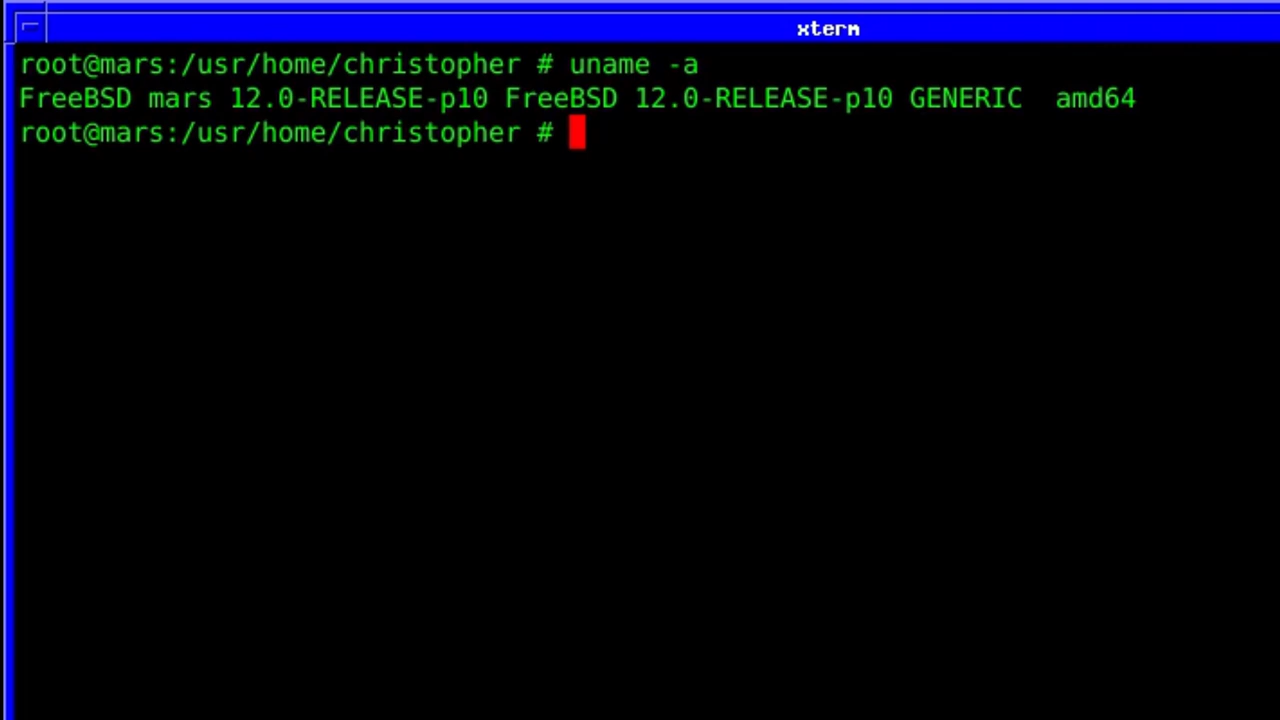 xterm
root@mars:/usr/home/christopher # uname -a
FreeBSD mars 12.0-RELEASE-p10 FreeBSD 12.0-RELEASE-p10 GENERIC  amd64
root@mars:/usr/home/christopher #